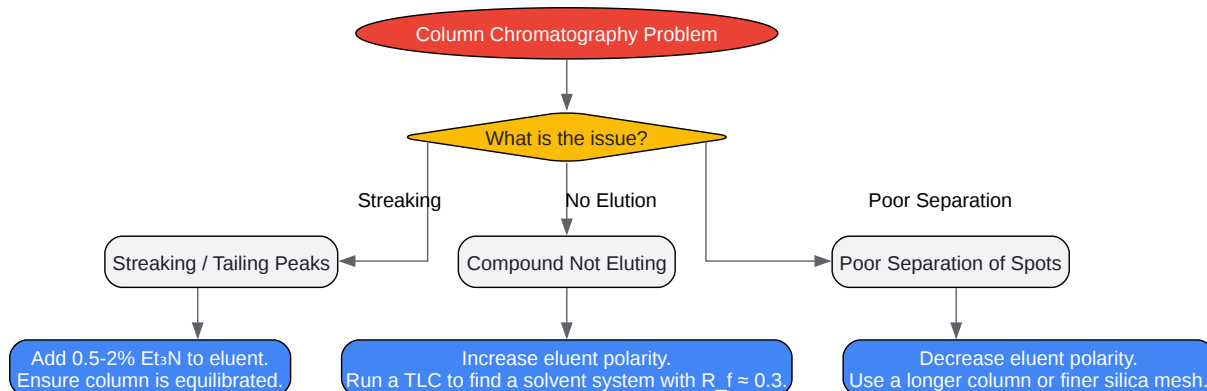 Column Chromatography Problem
What is the issue?
Streaking
No Elution
Poor Separation
Streaking / Tailing Peaks
Compound Not Eluting
Poor Separation of Spots
Add 0.5-2% Et₃N to eluent.
Ensure column is equilibrated.
Increase eluent polarity.
Run a TLC to find a solvent system with R_f ≈ 0.3.
Decrease eluent polarity.
Use a longer column or finer silica mesh.